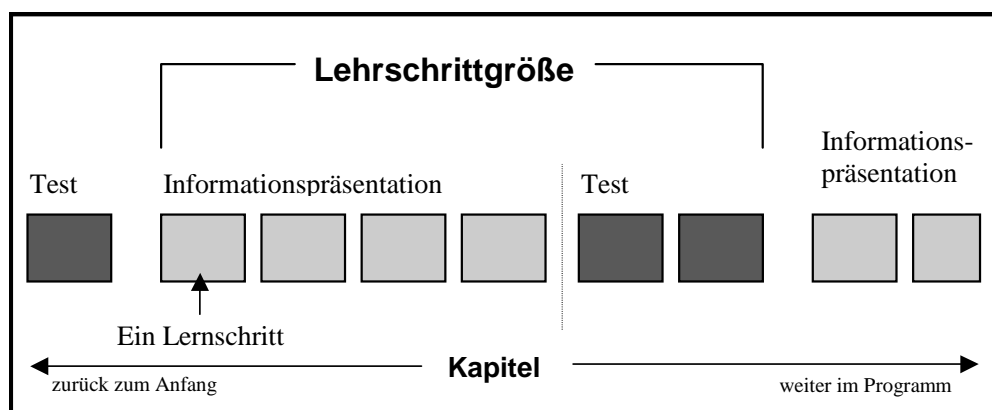 Lehrschrittgröße
Informations-
präsentation
Test
Informationspräsentation
Test
Ein Lernschritt
Kapitel
zurück zum Anfang
weiter im Programm